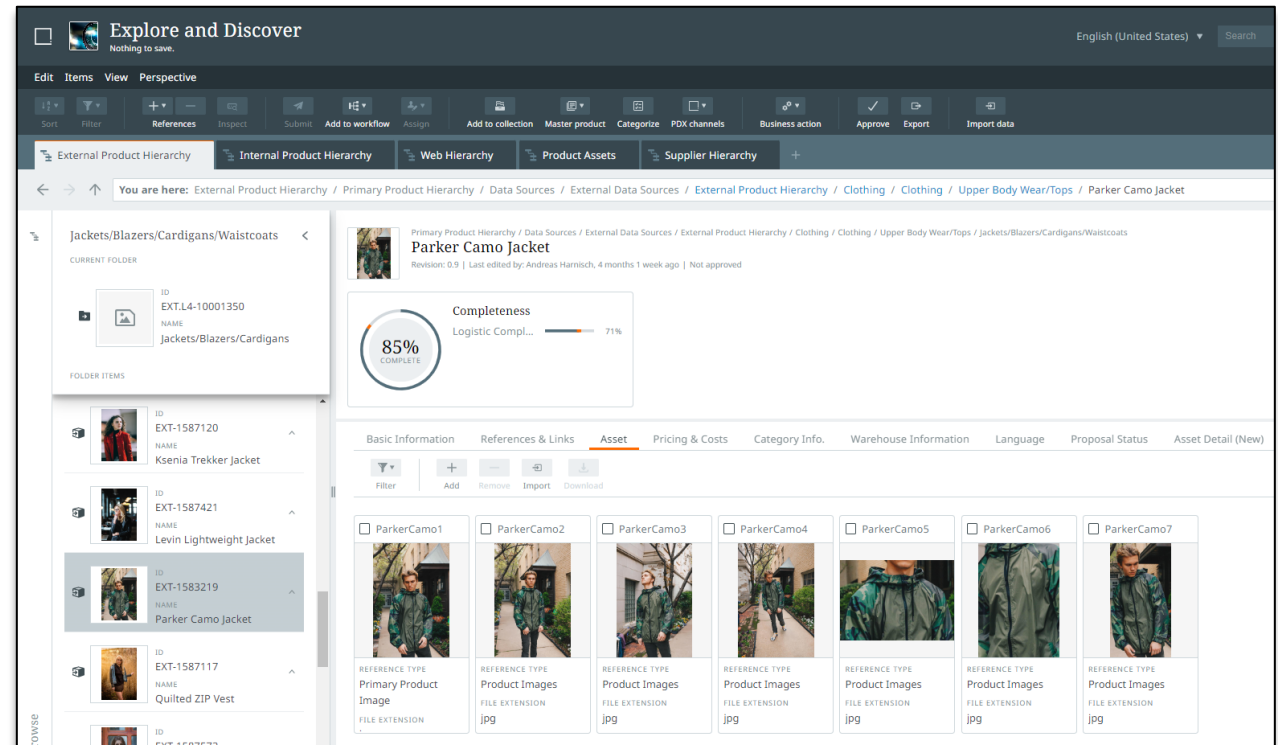 Explore and Discover
Nothing to save.
English (United States)
Search
Edit Items View Perspective
Sort Filter References Inspect Submit Add to workflow Assign Add to collection Master product Categorize PDX channels Business action Approve Export Import data
External Product Hierarchy Internal Product Hierarchy Web Hierarchy Product Assets Supplier Hierarchy +
You are here: External Product Hierarchy / Primary Product Hierarchy / Data Sources / External Data Sources / External Product Hierarchy / Clothing / Clothing / Upper Body Wear/Tops / Parker Camo Jacket
Jackets/Blazers/Cardigans/Waistcoats
CURRENT FOLDER
ID
EXT.L4-10001350
NAME
Jackets/Blazers/Cardigans
FOLDER ITEMS
ID
EXT-1587120
NAME
Ksenia Trekker Jacket
ID
EXT-1587421
NAME
Levin Lightweight Jacket
ID
EXT-1583219
NAME
Parker Camo Jacket
ID
EXT-1587117
NAME
Quilted ZIP Vest
ID
Primary Product Hierarchy / Data Sources / External Data Sources / External Product Hierarchy / Clothing / Clothing / Upper Body Wear/Tops / Jackets/Blazers/Cardigans/Waistcoats
Parker Camo Jacket
Revision: 0.9 | Last edited by: Andreas Harnisch, 4 months 1 week ago | Not approved
85%
COMPLETE
Completeness
Logistic Compl... 71%
Basic Information References & Links Asset Pricing & Costs Category Info. Warehouse Information Language Proposal Status Asset Detail (New)
Filter Add Remove Import Download
ParkerCamo1 ParkerCamo2 ParkerCamo3 ParkerCamo4 ParkerCamo5 ParkerCamo6 ParkerCamo7
REFERENCE TYPE REFERENCE TYPE REFERENCE TYPE REFERENCE TYPE REFERENCE TYPE REFERENCE TYPE REFERENCE TYPE
Primary Product Image Product Images Product Images Product Images Product Images Product Images Product Images
FILE EXTENSION FILE EXTENSION FILE EXTENSION FILE EXTENSION FILE EXTENSION FILE EXTENSION FILE EXTENSION
jpg jpg jpg jpg jpg jpg